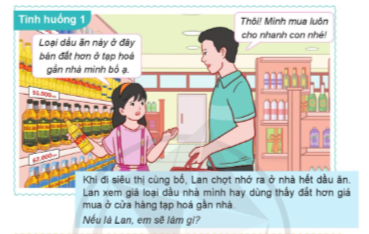 Tình huống 1
Loại dầu ăn này ở đây
bán đắt hơn ở tạp hoá
gần nhà mình bố ạ.
Thôi! Mình mua luôn
cho nhanh con nhé!
Khi đi siêu thị cùng bố, Lan chợt nhớ ra ở nhà hết dầu ăn.
Lan xem giá loại dầu nhà mình hay dùng thấy đắt hơn giá
mua ở cửa hàng tạp hoá gần nhà.
Nếu là Lan, em sẽ làm gì?